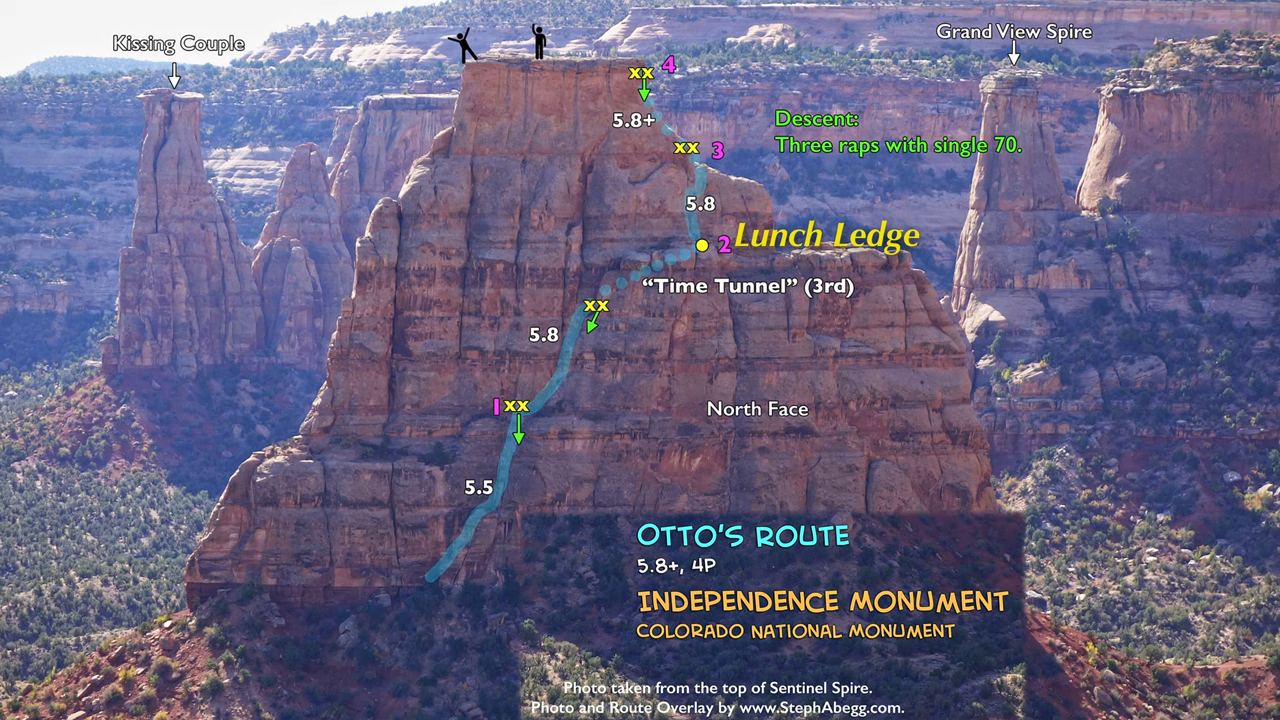 Kissing Couple
Grand View Spire
xx 4
5.8+
Descent:
Three raps with single 70.
xx 3
5.8
2 Lunch Ledge
"Time Tunnel" (3rd)
xx
5.8
1 xx
North Face
5.5
OTTO'S ROUTE
5.8+, 4P
INDEPENDENCE MONUMENT
COLORADO NATIONAL MONUMENT
Photo taken from the top of Sentinel Spire.
Photo and Route Overlay by www.StephAbegg.com.